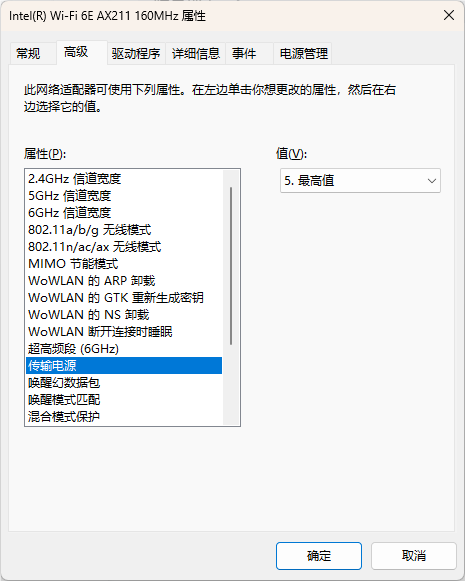 Intel(R) Wi-Fi 6E AX211 160MHz 属性
常规 高级 驱动程序 详细信息 事件 电源管理
此网络适配器可使用下列属性。在左边单击你想更改的属性，然后在右
边选择它的值。
属性(P): 值(V):
2.4GHz 信道宽度 5. 最高值
5GHz 信道宽度
6GHz 信道宽度
802.11a/b/g 无线模式
802.11n/ac/ax 无线模式
MIMO 节能模式
WoWLAN 的 ARP 卸载
WoWLAN 的 GTK 重新生成密钥
WoWLAN 的 NS 卸载
WoWLAN 断开连接时睡眠
超高频段 (6GHz)
传输电源
唤醒幻数据包
唤醒模式匹配
混合模式保护
确定 取消